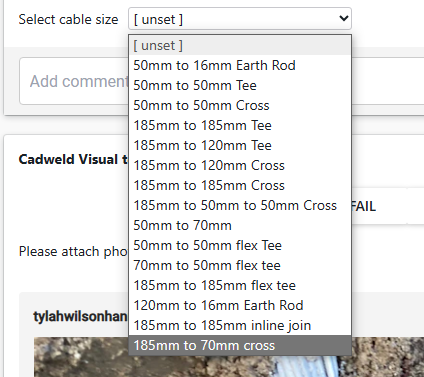 Select cable size [ unset ]
[ unset ]
50mm to 16mm Earth Rod
50mm to 50mm Tee
50mm to 50mm Cross
185mm to 185mm Tee
185mm to 120mm Tee
185mm to 120mm Cross
185mm to 185mm Cross
185mm to 50mm to 50mm Cross
50mm to 70mm
50mm to 50mm flex Tee
70mm to 50mm flex tee
185mm to 185mm flex tee
120mm to 16mm Earth Rod
185mm to 185mm inline join
185mm to 70mm cross
Add commen
Cadweld Visual t
FAIL
Please attach pho
tylahwilsonhan